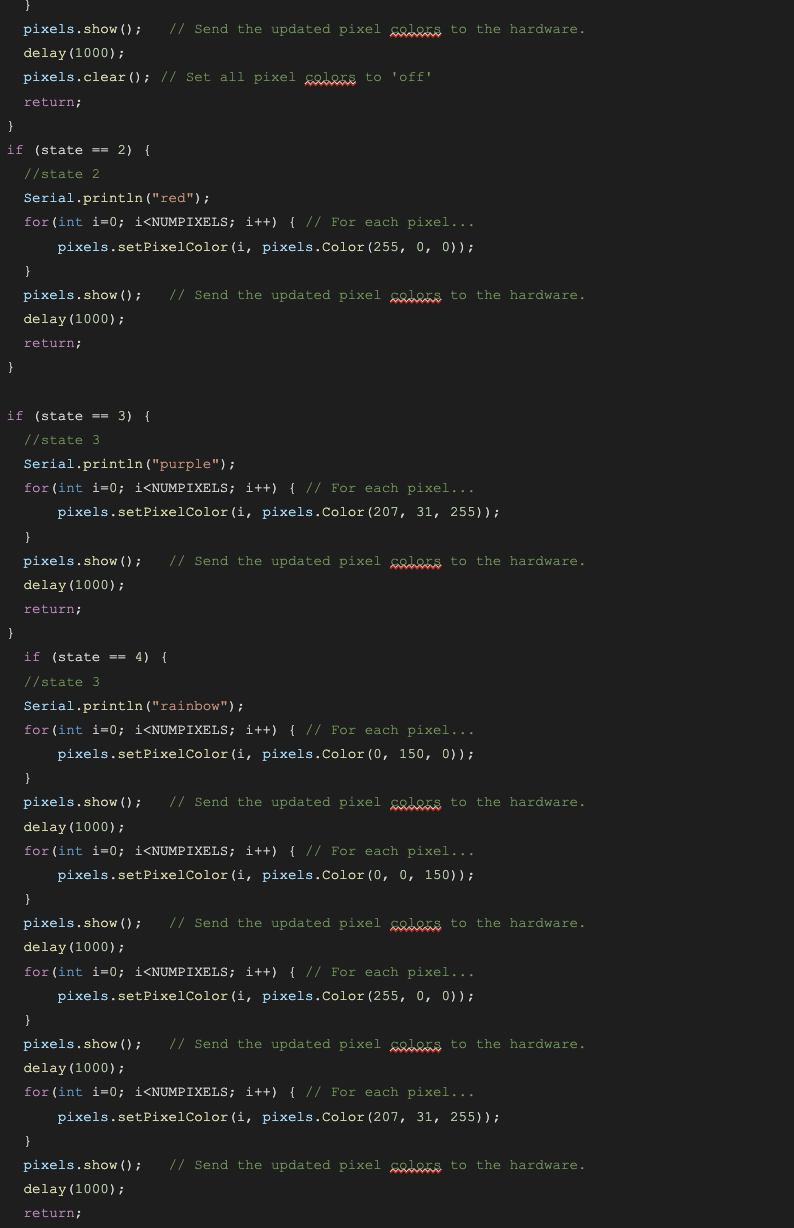 }
pixels.show();   // Send the updated pixel colors to the hardware.
delay(1000);
pixels.clear(); // Set all pixel colors to 'off'
return;
}
if (state == 2) {
//state 2
Serial.println("red");
for(int i=0; i<NUMPIXELS; i++) { // For each pixel...
pixels.setPixelColor(i, pixels.Color(255, 0, 0));
}
pixels.show();   // Send the updated pixel colors to the hardware.
delay(1000);
return;
}
if (state == 3) {
//state 3
Serial.println("purple");
for(int i=0; i<NUMPIXELS; i++) { // For each pixel...
pixels.setPixelColor(i, pixels.Color(207, 31, 255));
}
pixels.show();   // Send the updated pixel colors to the hardware.
delay(1000);
return;
}
if (state == 4) {
//state 3
Serial.println("rainbow");
for(int i=0; i<NUMPIXELS; i++) { // For each pixel...
pixels.setPixelColor(i, pixels.Color(0, 150, 0));
}
pixels.show();   // Send the updated pixel colors to the hardware.
delay(1000);
for(int i=0; i<NUMPIXELS; i++) { // For each pixel...
pixels.setPixelColor(i, pixels.Color(0, 0, 150));
}
pixels.show();   // Send the updated pixel colors to the hardware.
delay(1000);
for(int i=0; i<NUMPIXELS; i++) { // For each pixel...
pixels.setPixelColor(i, pixels.Color(255, 0, 0));
}
pixels.show();   // Send the updated pixel colors to the hardware.
delay(1000);
for(int i=0; i<NUMPIXELS; i++) { // For each pixel...
pixels.setPixelColor(i, pixels.Color(207, 31, 255));
}
pixels.show();   // Send the updated pixel colors to the hardware.
delay(1000);
return;